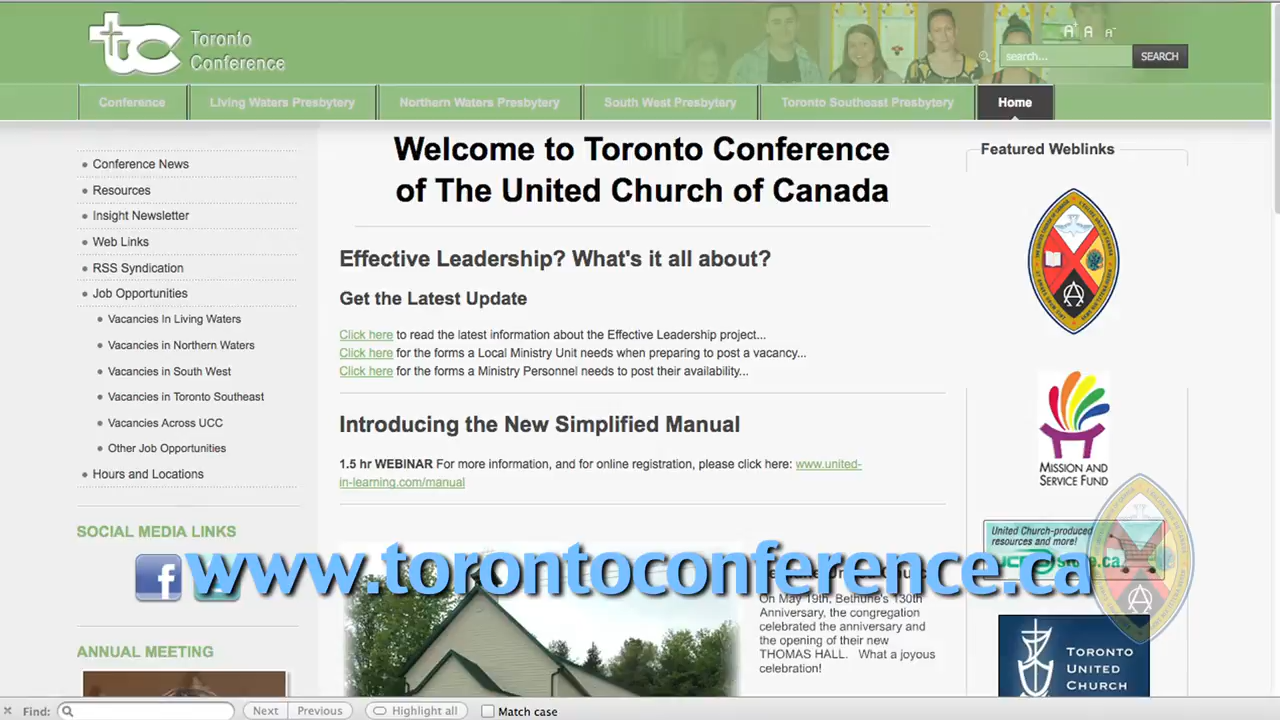 tc Toronto
Conference
A+ A A-
search...
SEARCH
Conference
Living Waters Presbytery
Northern Waters Presbytery
South West Presbytery
Toronto Southeast Presbytery
Home
Conference News
Resources
Insight Newsletter
Web Links
RSS Syndication
Job Opportunities
Vacancies In Living Waters
Vacancies in Northern Waters
Vacancies in South West
Vacancies in Toronto Southeast
Vacancies Across UCC
Other Job Opportunities
Hours and Locations
SOCIAL MEDIA LINKS
f
ANNUAL MEETING
Welcome to Toronto Conference
of The United Church of Canada
Effective Leadership? What's it all about?
Get the Latest Update
Click here to read the latest information about the Effective Leadership project...
Click here for the forms a Local Ministry Unit needs when preparing to post a vacancy...
Click here for the forms a Ministry Personnel needs to post their availability...
Introducing the New Simplified Manual
1.5 hr WEBINAR For more information, and for online registration, please click here: www.united-
in-learning.com/manual
www.torontoconference.ca
On May 19th, Bethune's 130th
Anniversary, the congregation
celebrated the anniversary and
the opening of their new
THOMAS HALL. What a joyous
celebration!
Featured Weblinks
MISSION AND
SERVICE FUND
United Church-produced
resources and more!
TORONTO
UNITED
CHURCH
Find:
Next
Previous
Highlight all
Match case